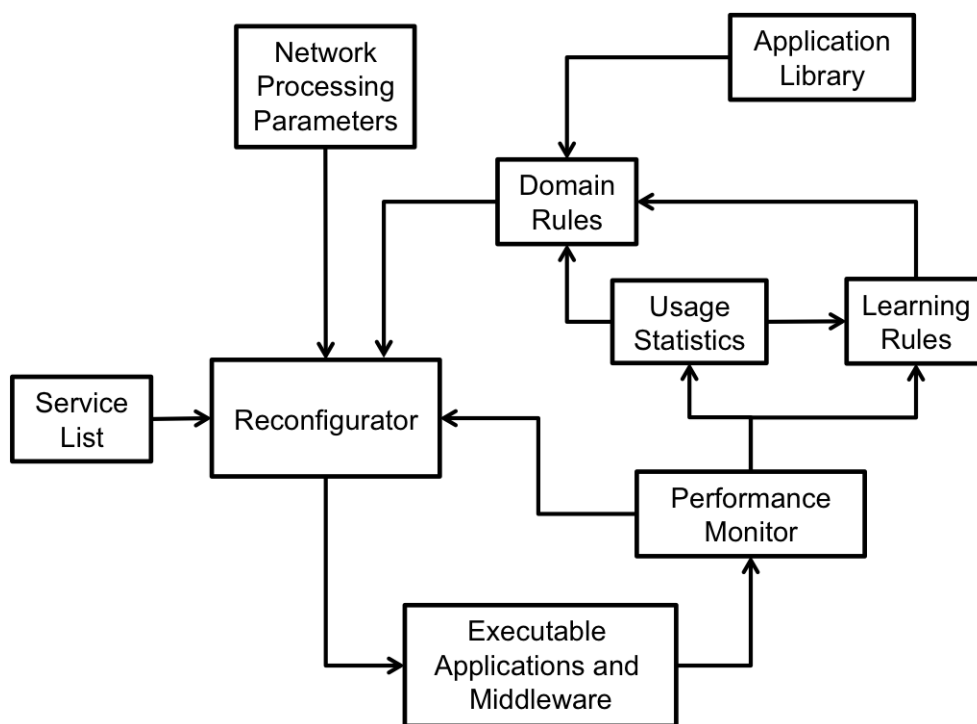 Network
Processing
Parameters
Application
Library
Domain
Rules
Usage
Statistics
Learning
Rules
Service
List
Reconfigurator
Performance
Monitor
Executable
Applications and
Middleware